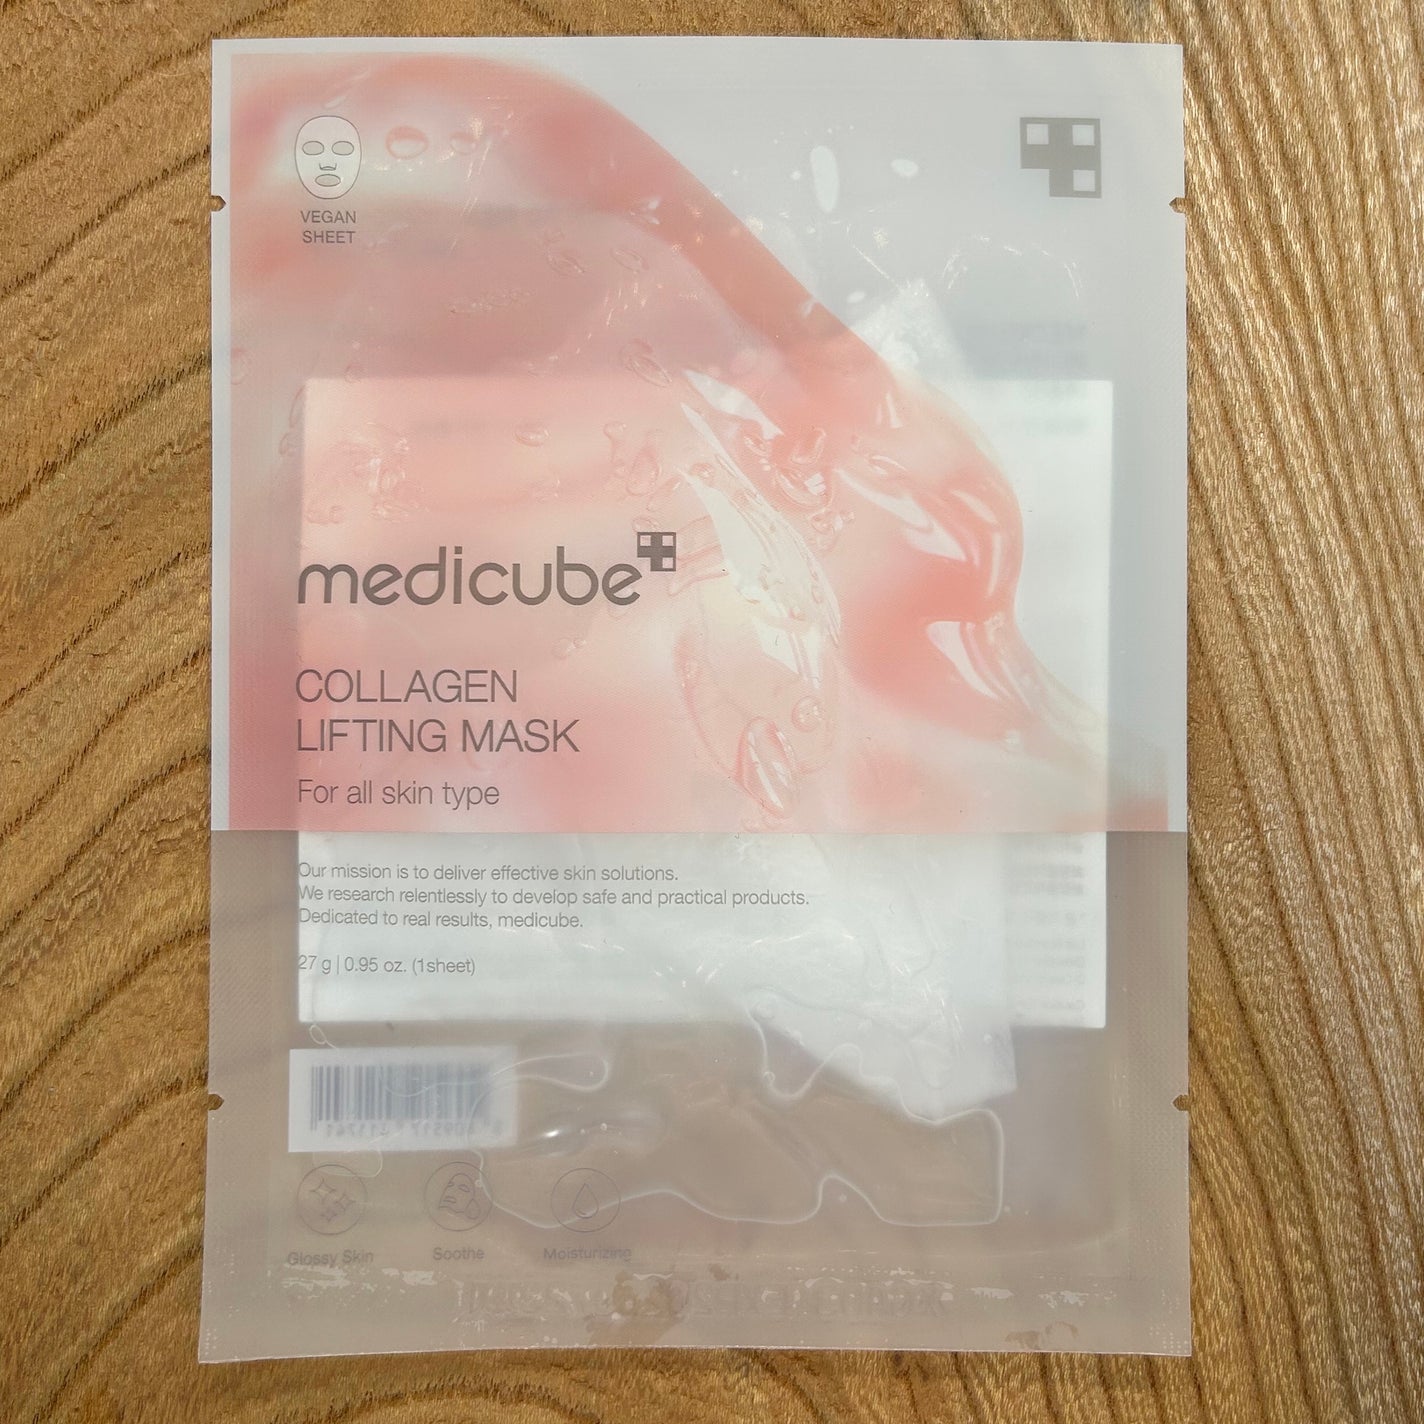 VEGAN
SHEET
medicube
COLLAGEN
LIFTING MASK
For all skin type
Our mission is to deliver effective skin solutions.
We research relentlessly to develop safe and practical products.
Dedicated to real results, medicube.
27 g | 0.95 oz. (1sheet)
Glossy Skin
Soothe
Moisturizing